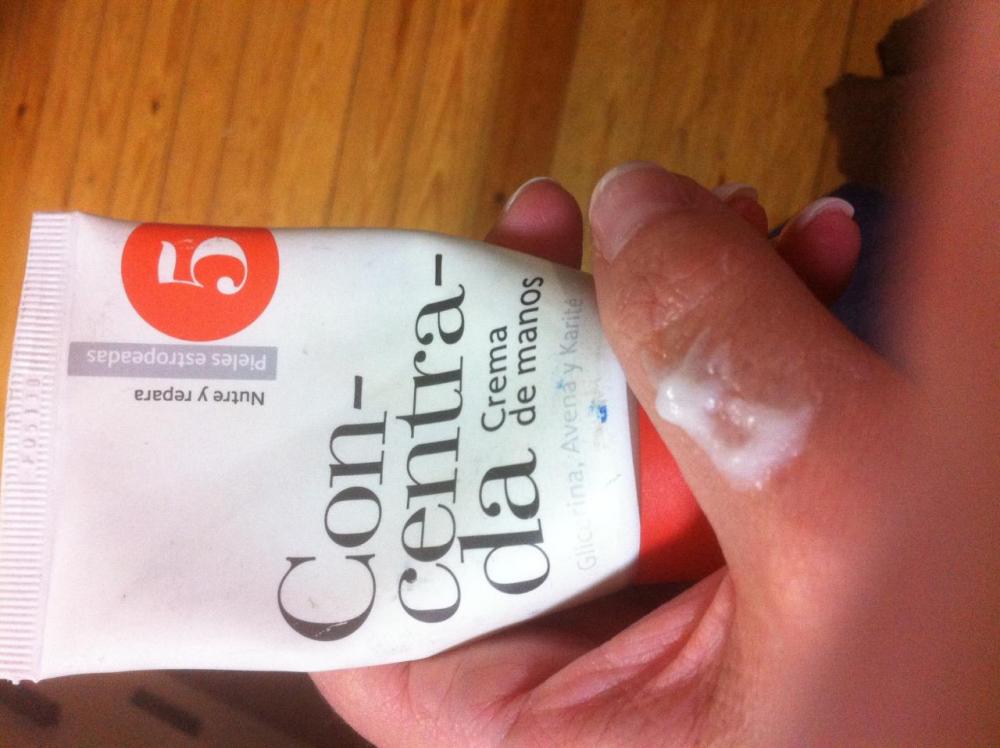 Con-
centra-
da Crema
de manos
Glicerina, Avena y Karité
5
Pieles estropeadas
Nutre y repara